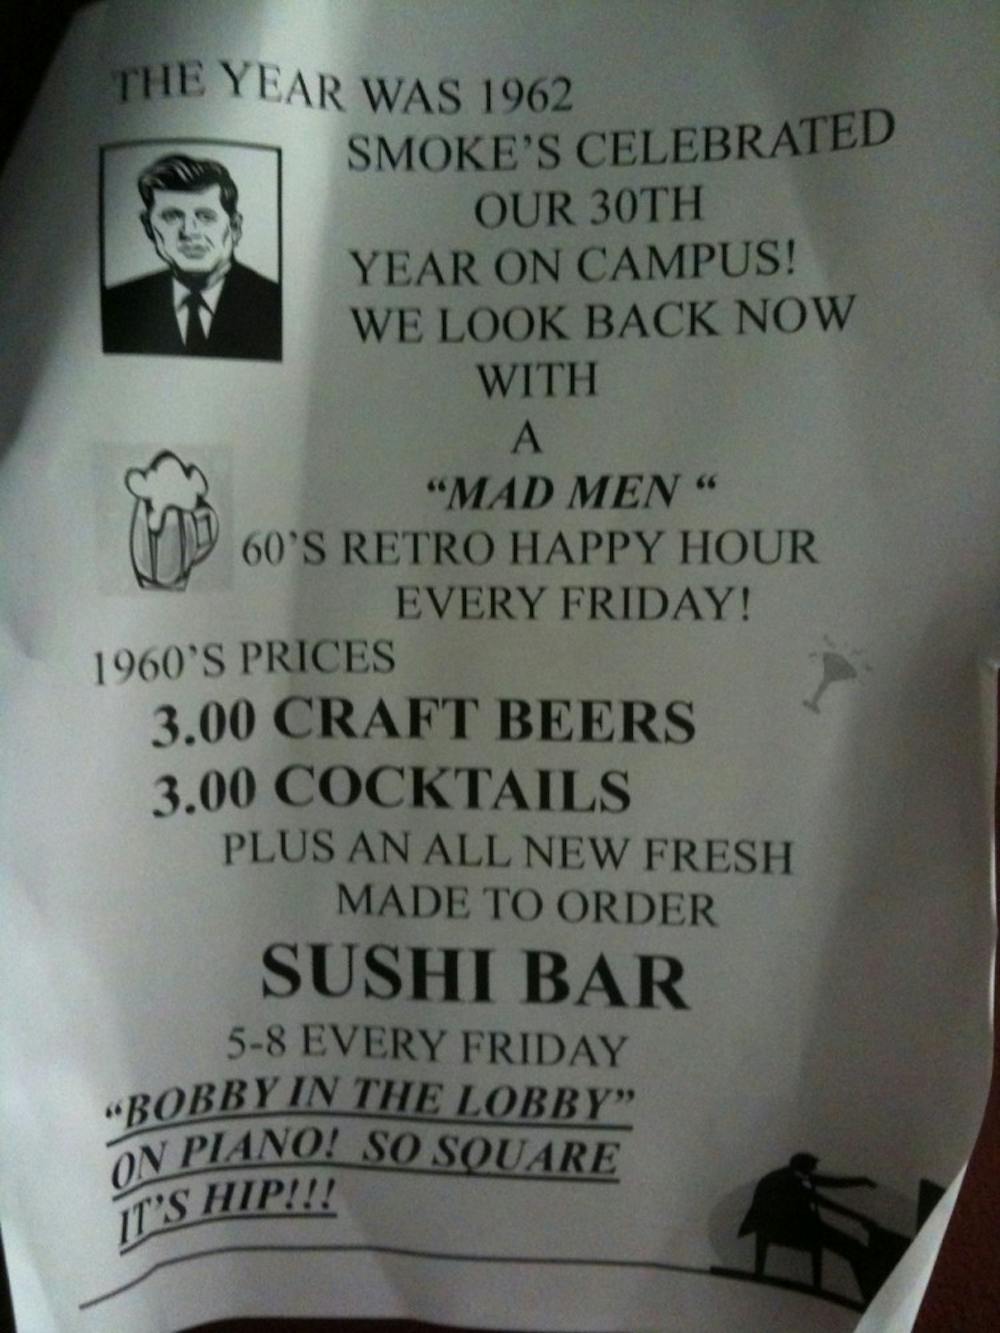 THE YEAR WAS 1962
SMOKE'S CELEBRATED
OUR 30TH
YEAR ON CAMPUS!
WE LOOK BACK NOW
WITH
A
“MAD MEN “
60'S RETRO HAPPY HOUR
EVERY FRIDAY!
1960'S PRICES
3.00 CRAFT BEERS
3.00 COCKTAILS
PLUS AN ALL NEW FRESH
MADE TO ORDER
SUSHI BAR
5-8 EVERY FRIDAY
“BOBBY IN THE LOBBY”
ON PIANO! SO SQUARE
IT'S HIP!!!